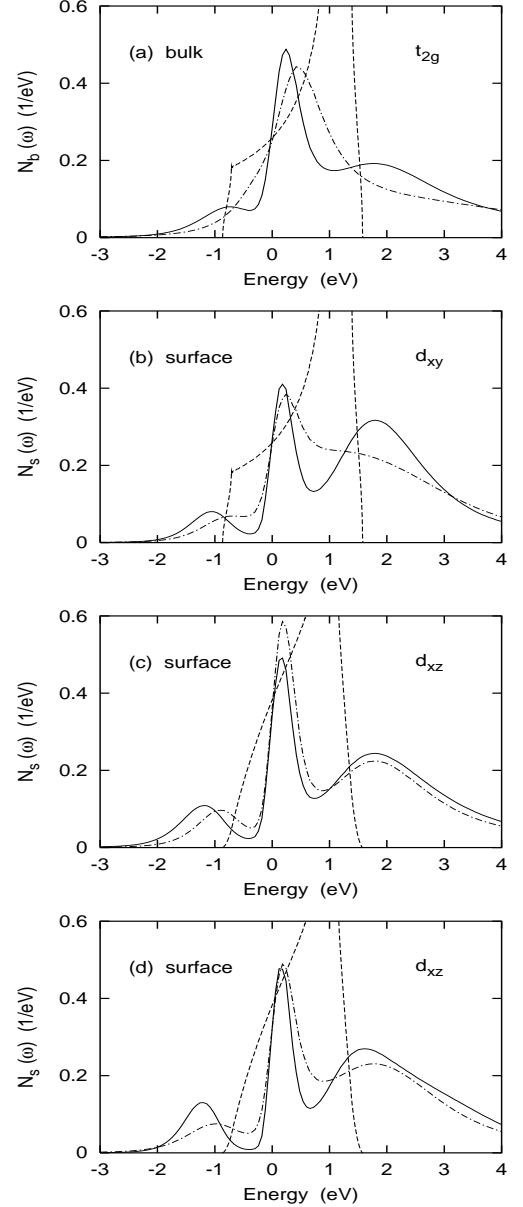 0.6
(a) bulk t2g
0.4
N_b(ω) (1/eV)
0.2
0
-3 -2 -1 0 1 2 3 4
Energy (eV)
0.6
(b) surface d_xy
0.4
N_s(ω) (1/eV)
0.2
0
-3 -2 -1 0 1 2 3 4
Energy (eV)
0.6
(c) surface d_xz
0.4
N_s(ω) (1/eV)
0.2
0
-3 -2 -1 0 1 2 3 4
Energy (eV)
0.6
(d) surface d_xz
0.4
N_s(ω) (1/eV)
0.2
0
-3 -2 -1 0 1 2 3 4
Energy (eV)